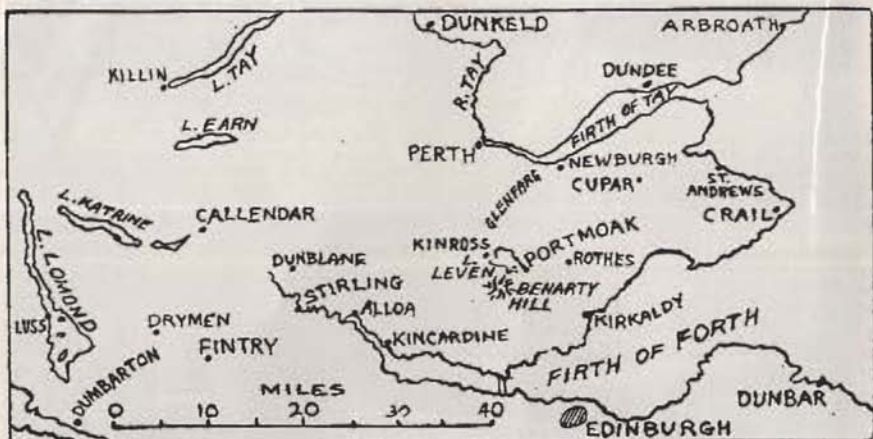 DUNKELD
ARBROATH
KILLIN
L. TAY
R. TAY
DUNDEE
FIRTH OF TAY
L. EARN
PERTH
NEWBURGH
CUPAR
ST.
ANDREWS
CRAIL
GLENFARG
L. KATRINE
CALLENDAR
L. LOMOND
DUNBLANE
KINROSS
L.
LEVEN
PORTMOAK
ROTHES
BENARTY
HILL
STIRLING
ALLOA
LUSS
DRYMEN
FINTRY
KINCARDINE
KIRKALDY
FIRTH OF FORTH
DUMBARTON
MILES
0 10 20 30 40
DUNBAR
EDINBURGH